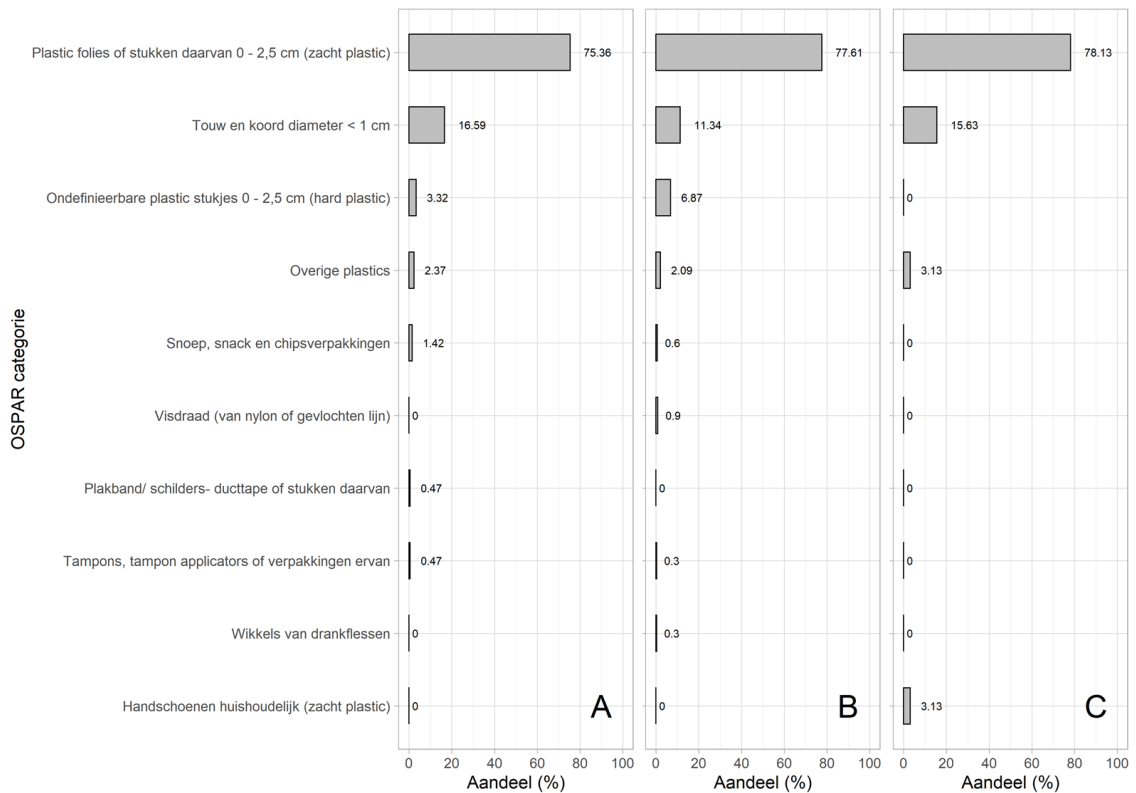 Plastic folies of stukken daarvan 0 - 2,5 cm (zacht plastic) 75.36 77.61 78.13
Touw en koord diameter < 1 cm 16.59 11.34 15.63
Ondefinieerbare plastic stukjes 0 - 2,5 cm (hard plastic) 3.32 6.87 0
Overige plastics 2.37 2.09 3.13
Snoep, snack en chipsverpakkingen 1.42 0.6 0
Visdraad (van nylon of gevlochten lijn) 0 0.9 0
Plakband/ schilders- ducttape of stukken daarvan 0.47 0 0
Tampons, tampon applicators of verpakkingen ervan 0.47 0.3 0
Wikkels van drankflessen 0 0.3 0
Handschoenen huishoudelijk (zacht plastic) 0 0 3.13
OSPAR categorie
A B C
0 20 40 60 80 100 0 20 40 60 80 100 0 20 40 60 80 100
Aandeel (%) Aandeel (%) Aandeel (%)